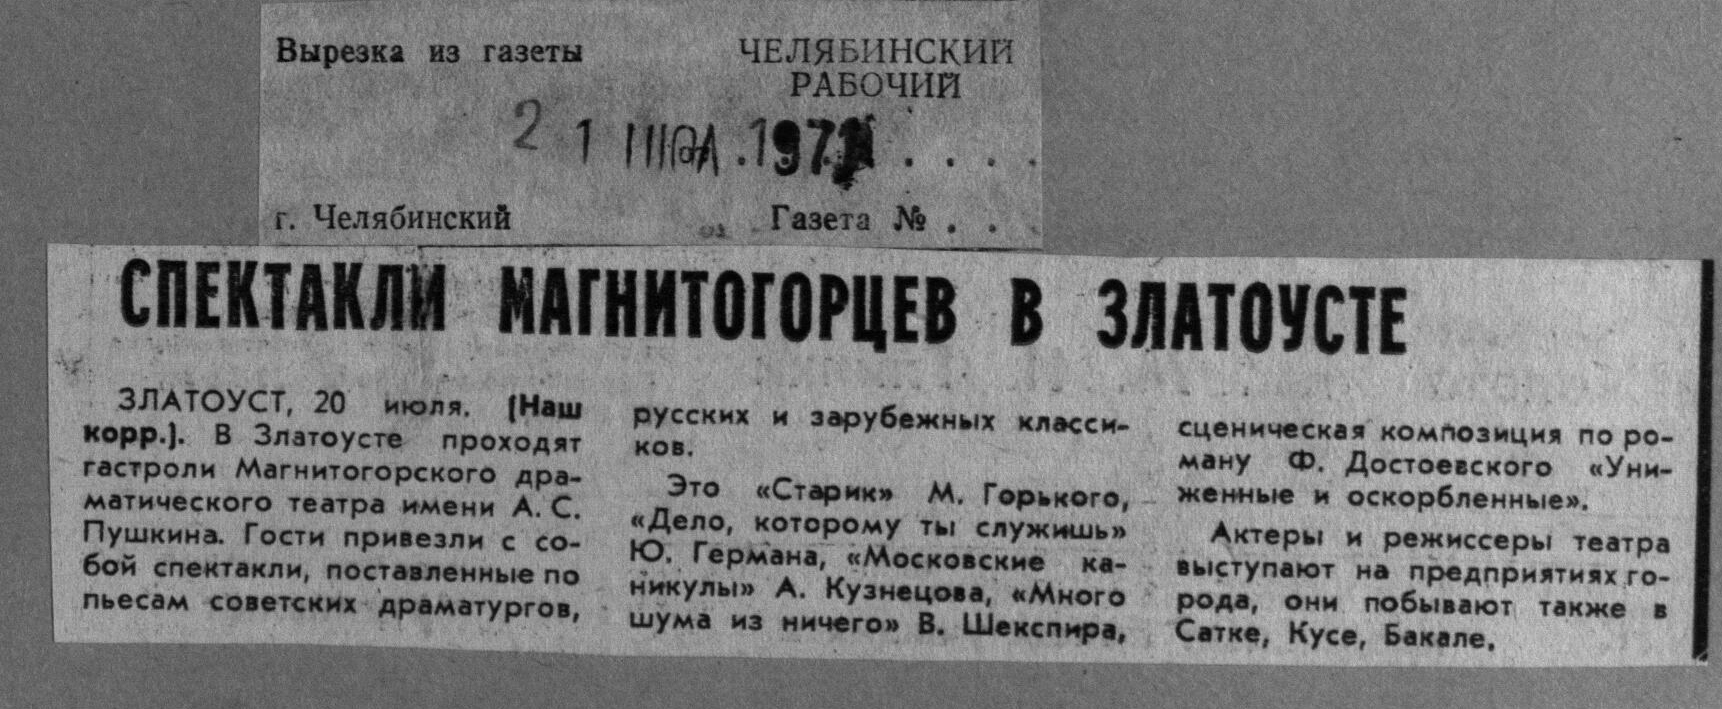 Вырезка из газеты
ЧЕЛЯБИНСКИЙ
РАБОЧИЙ
21 ИЮЛ 197
г. Челябинский
Газета № . .
СПЕКТАКЛИ МАГНИТОГОРЦЕВ В ЗЛАТОУСТЕ
ЗЛАТОУСТ, 20 июля. (Наш
корр.). В Златоусте проходят
гастроли Магнитогорского дра-
матического театра имени А. С.
Пушкина. Гости привезли с со-
бой спектакли, поставленные по
пьесам советских драматургов,
русских и зарубежных класси-
ков.
Это «Старик» М. Горького,
«Дело, которому ты служишь»
Ю. Германа, «Московские ка-
никулы» А. Кузнецова, «Много
шума из ничего» В. Шекспира,
сценическая композиция по ро-
ману Ф. Достоевского «Уни-
женные и оскорбленные».
Актеры и режиссеры театра
выступают на предприятиях го-
рода, они побывают также в
Сатке, Кусе, Бакале.